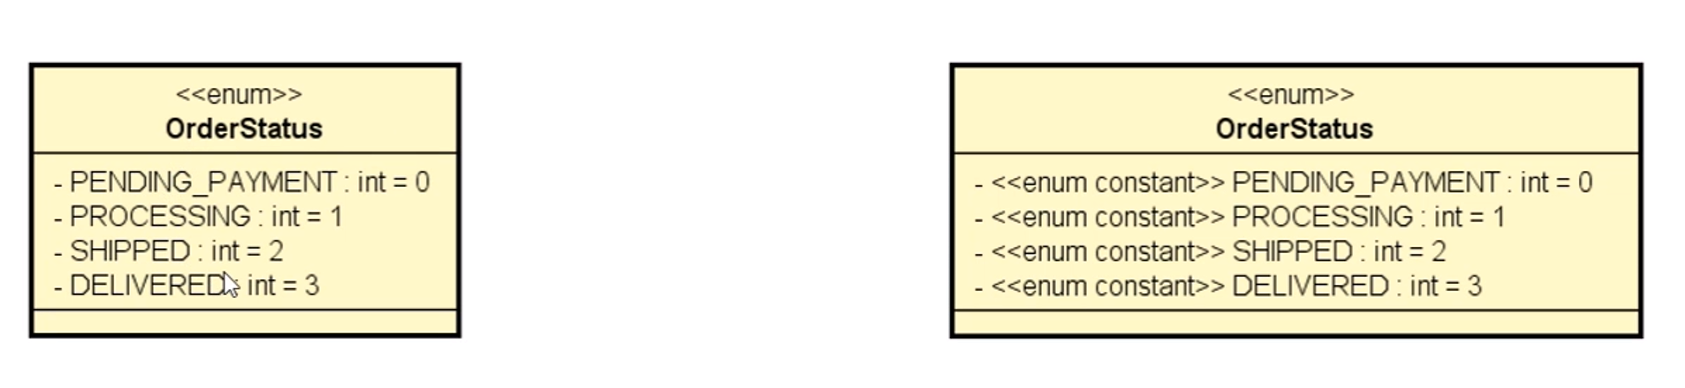 <<enum>>
OrderStatus
- PENDING_PAYMENT : int = 0
- PROCESSING : int = 1
- SHIPPED : int = 2
- DELIVERED : int = 3
<<enum>>
OrderStatus
- <<enum constant>> PENDING_PAYMENT : int = 0
- <<enum constant>> PROCESSING : int = 1
- <<enum constant>> SHIPPED : int = 2
- <<enum constant>> DELIVERED : int = 3